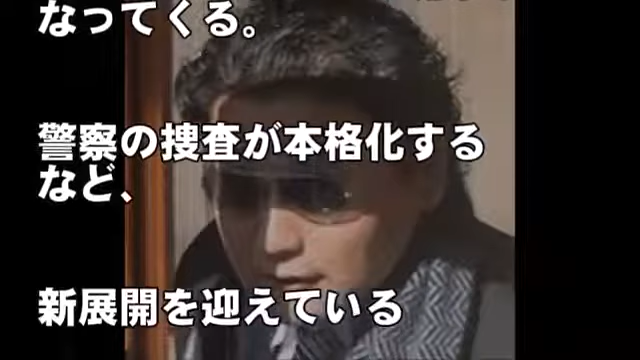 なってくる。
警察の捜査が本格化する
など、
新展開を迎えている